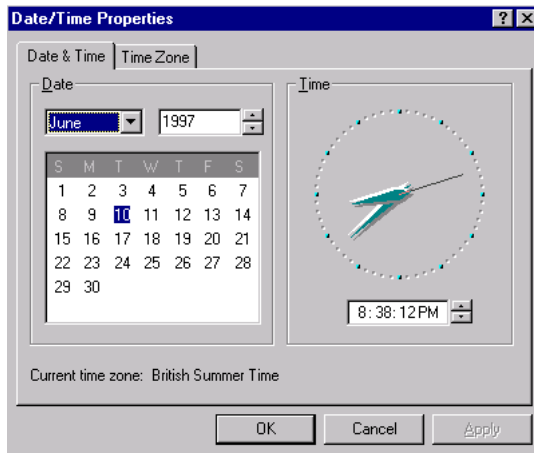 Date/Time Properties
Date & Time Time Zone
Date
June 1997
S M T W T F S
1 2 3 4 5 6 7
8 9 10 11 12 13 14
15 16 17 18 19 20 21
22 23 24 25 26 27 28
29 30
Time
8:38:12PM
Current time zone: British Summer Time
OK Cancel Apply